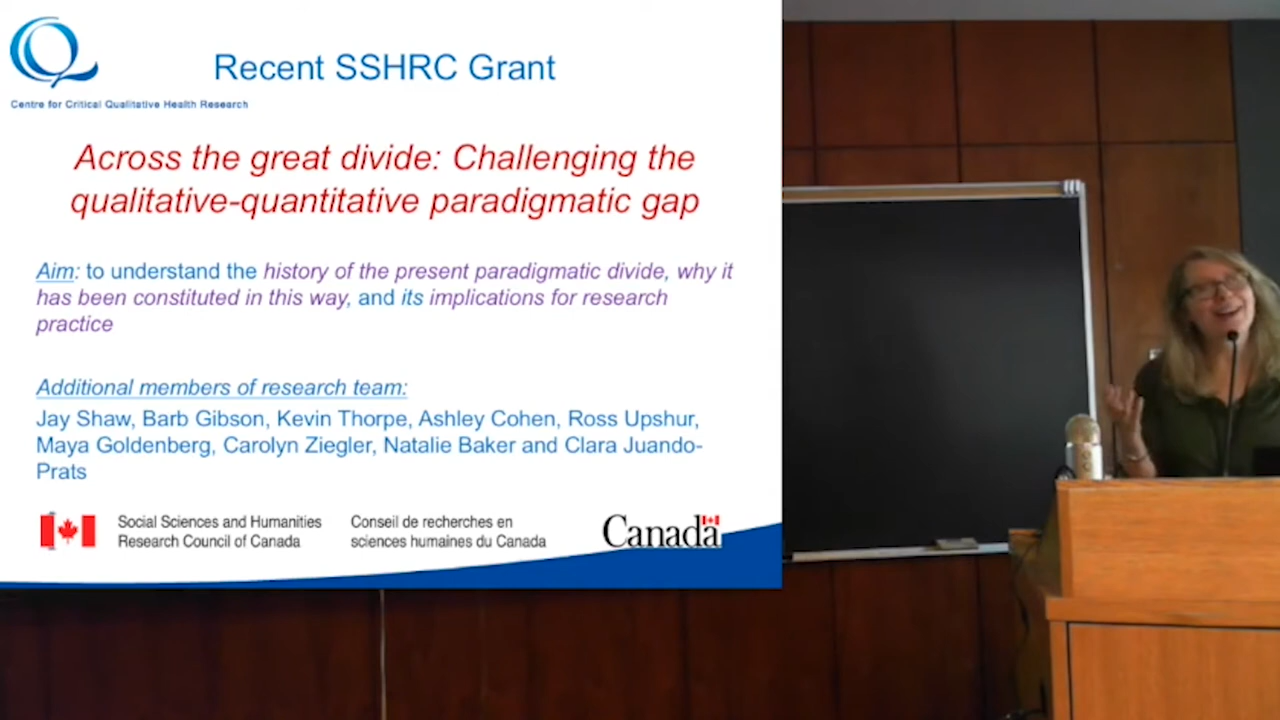 Recent SSHRC Grant
Centre for Critical Qualitative Health Research
Across the great divide: Challenging the
qualitative-quantitative paradigmatic gap
Aim: to understand the history of the present paradigmatic divide, why it
has been constituted in this way, and its implications for research
practice
Additional members of research team:
Jay Shaw, Barb Gibson, Kevin Thorpe, Ashley Cohen, Ross Upshur,
Maya Goldenberg, Carolyn Ziegler, Natalie Baker and Clara Juando-
Prats
Social Sciences and Humanities
Research Council of Canada
Conseil de recherches en
sciences humaines du Canada
Canada